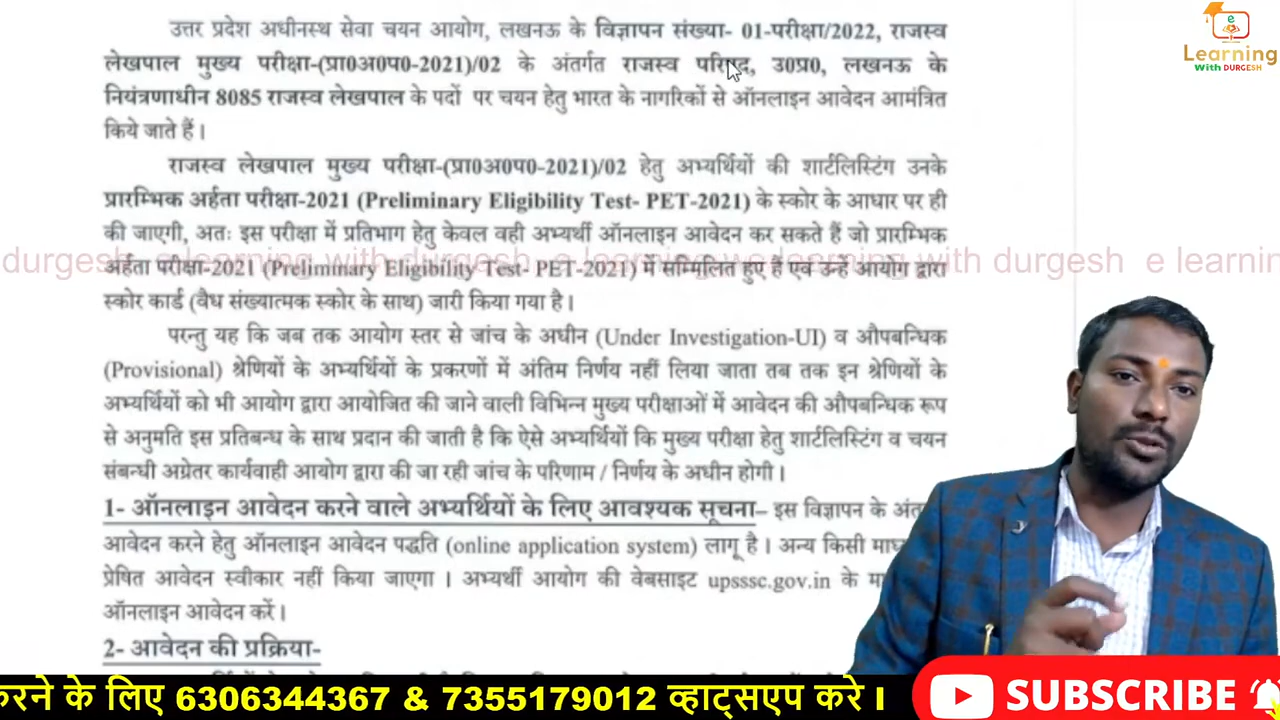 उत्तर प्रदेश अधीनस्थ सेवा चयन आयोग, लखनऊ के विज्ञापन संख्या- 01-परीक्षा/2022, राजस्व
लेखपाल मुख्य परीक्षा-(प्रा0अ0प0-2021)/02 के अंतर्गत राजस्व परिषद, उ0प्र0, लखनऊ के
नियंत्रणाधीन 8085 राजस्व लेखपाल के पदों पर चयन हेतु भारत के नागरिकों से ऑनलाइन आवेदन आमंत्रित
किये जाते हैं।
राजस्व लेखपाल मुख्य परीक्षा-(प्रा0अ0प0-2021)/02 हेतु अभ्यर्थियों की शार्टलिस्टिंग उनके
प्रारम्भिक अर्हता परीक्षा-2021 (Preliminary Eligibility Test- PET-2021) के स्कोर के आधार पर ही
की जाएगी, अतः इस परीक्षा में प्रतिभाग हेतु केवल वही अभ्यर्थी ऑनलाइन आवेदन कर सकते हैं जो प्रारम्भिक
अर्हता परीक्षा-2021 (Preliminary Eligibility Test- PET-2021) में सम्मिलित हुए हैं एवं उन्हें आयोग द्वारा
स्कोर कार्ड (वैध संख्यात्मक स्कोर के साथ) जारी किया गया है।
परन्तु यह कि जब तक आयोग स्तर से जांच के अधीन (Under Investigation-UI) व औपबन्धिक
(Provisional) श्रेणियों के अभ्यर्थियों के प्रकरणों में अंतिम निर्णय नहीं लिया जाता तब तक इन श्रेणियों के
अभ्यर्थियों को भी आयोग द्वारा आयोजित की जाने वाली विभिन्न मुख्य परीक्षाओं में आवेदन की औपबन्धिक रूप
से अनुमति इस प्रतिबन्ध के साथ प्रदान की जाती है कि ऐसे अभ्यर्थियों कि मुख्य परीक्षा हेतु शार्टलिस्टिंग व चयन
संबन्धी अग्रेतर कार्यवाही आयोग द्वारा की जा रही जांच के परिणाम / निर्णय के अधीन होगी।
1- ऑनलाइन आवेदन करने वाले अभ्यर्थियों के लिए आवश्यक सूचना– इस विज्ञापन के
आवेदन करने हेतु ऑनलाइन आवेदन पद्धति (online application system) लागू है। अन्य किसी
प्रेषित आवेदन स्वीकार नहीं किया जाएगा । अभ्यर्थी आयोग की वेबसाइट upsssc.gov.in के
ऑनलाइन आवेदन करें।
2- आवेदन की प्रक्रिया-
durgesh e learning with durgesh e learning with durgesh e
e
Learning
With DURGESH
करने के लिए 6306344367 & 7355179012 व्हाट्सएप करे I
SUBSCRIBE